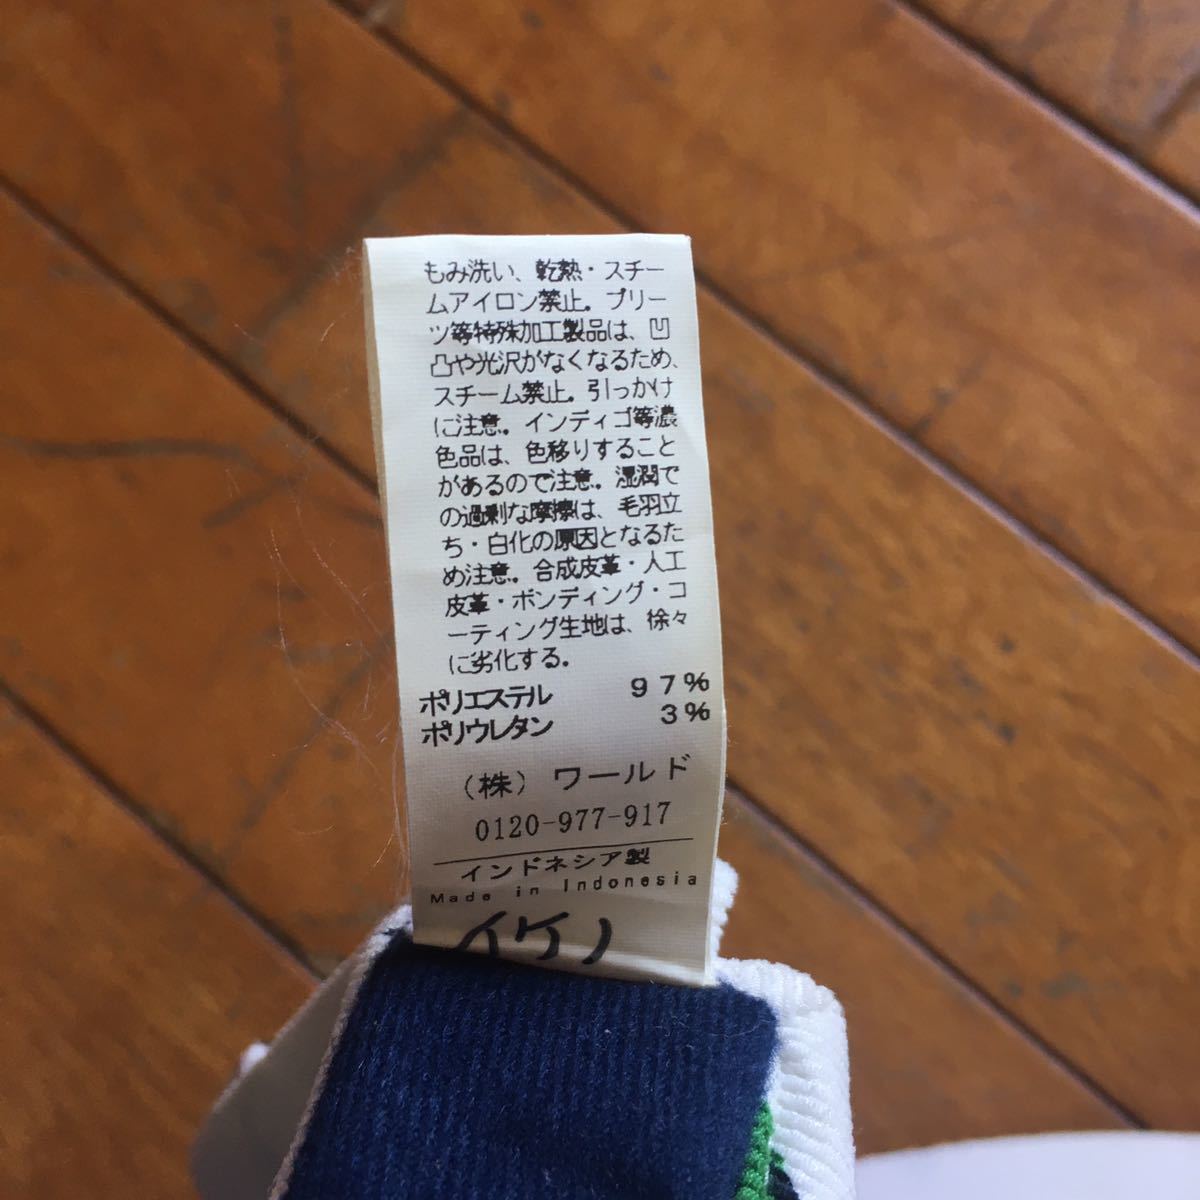 もみ洗い、乾熱・スチー
ムアイロン禁止。プリー
ツ等特殊加工製品は、凹
凸や光沢がなくなるため、
スチーム禁止。引っかけ
に注意。インディゴ等濃
色品は、色移りすること
があるので注意。湿潤で
の過剰な摩擦は、毛羽立
ち・白化の原因となるた
め注意。合成皮革・人工
皮革・ボンディング・コ
ーティング生地は、徐々
に劣化する。
ポリエステル 97%
ポリウレタン 3%
(株)ワールド
0120-977-917
インドネシア製
Made in Indonesia
イケノ